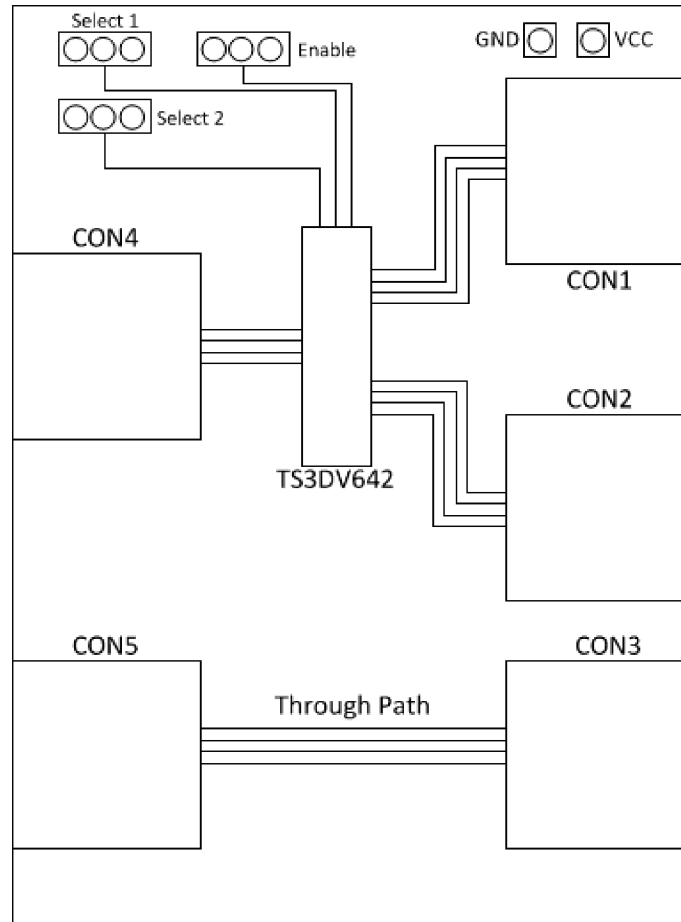 Select 1
Enable
GND
VCC
Select 2
CON4
CON1
CON2
TS3DV642
CON5
CON3
Through Path